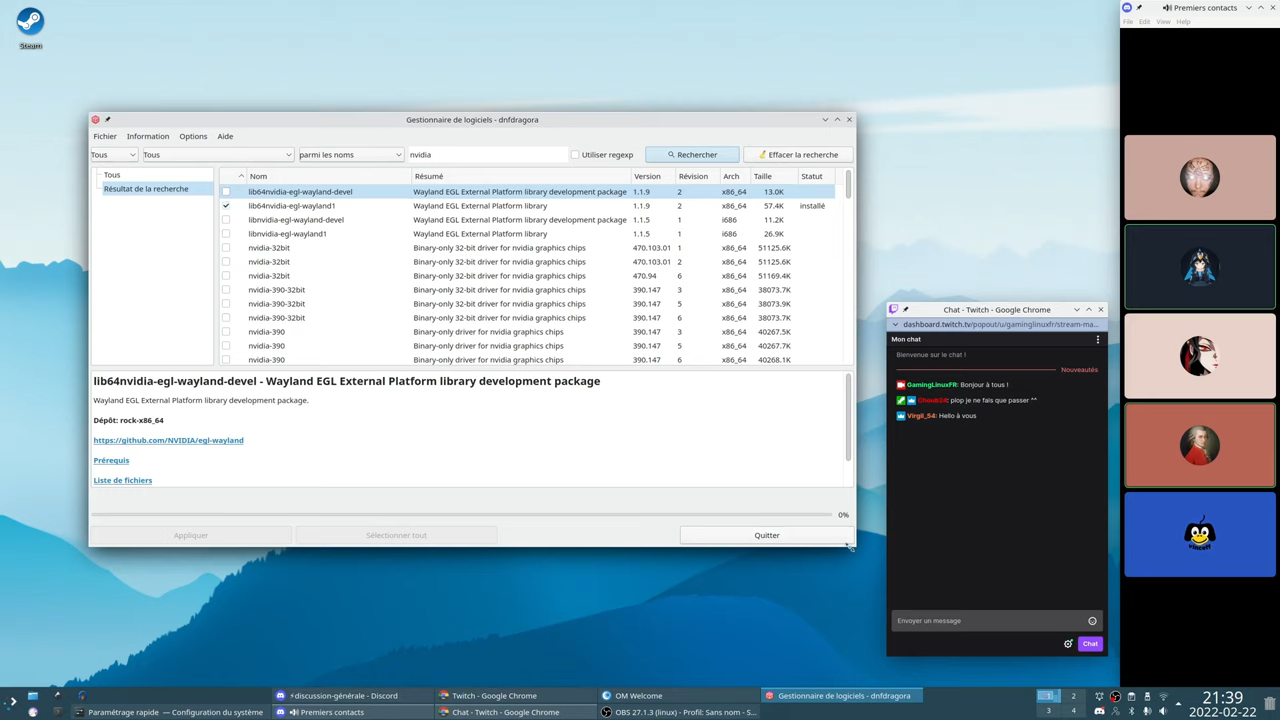 Steam
Gestionnaire de logiciels - dnfdragora
Fichier Information Options Aide
Tous Tous parmi les noms nvidia Utiliser regexp Rechercher Effacer la recherche
Tous
Résultat de la recherche
Nom Résumé Version Révision Arch Taille Statut
lib64nvidia-egl-wayland-devel Wayland EGL External Platform library development package 1.1.9 2 x86_64 13.0K
lib64nvidia-egl-wayland1 Wayland EGL External Platform library 1.1.9 2 x86_64 57.4K installé
libnvidia-egl-wayland-devel Wayland EGL External Platform library development package 1.1.5 1 i686 11.2K
libnvidia-egl-wayland1 Wayland EGL External Platform library 1.1.5 1 i686 26.9K
nvidia-32bit Binary-only 32-bit driver for nvidia graphics chips 470.103.01 1 x86_64 51125.6K
nvidia-32bit Binary-only 32-bit driver for nvidia graphics chips 470.103.01 2 x86_64 51125.6K
nvidia-32bit Binary-only 32-bit driver for nvidia graphics chips 470.94 6 x86_64 51169.4K
nvidia-390-32bit Binary-only 32-bit driver for nvidia graphics chips 390.147 3 x86_64 38073.7K
nvidia-390-32bit Binary-only 32-bit driver for nvidia graphics chips 390.147 5 x86_64 38073.9K
nvidia-390-32bit Binary-only 32-bit driver for nvidia graphics chips 390.147 6 x86_64 38073.7K
nvidia-390 Binary-only driver for nvidia graphics chips 390.147 3 x86_64 40267.5K
nvidia-390 Binary-only driver for nvidia graphics chips 390.147 5 x86_64 40267.7K
nvidia-390 Binary-only driver for nvidia graphics chips 390.147 6 x86_64 40268.1K
lib64nvidia-egl-wayland-devel - Wayland EGL External Platform library development package
Wayland EGL External Platform library development package.
Dépôt: rock-x86_64
https://github.com/NVIDIA/egl-wayland
Prérequis
Liste de fichiers
0%
Appliquer Sélectionner tout Quitter
Chat - Twitch - Google Chrome
dashboard.twitch.tv/popout/u/gaminglinuxfr/stream-ma...
Mon chat
Bienvenue sur le chat !
Nouveautés
GamingLinuxFR: Bonjour à tous !
plop je ne fais que passer ^^
Virgil_54: Hello à vous
Envoyer un message
Chat
Premiers contacts
File Edit View Help
vinceff
⚡discussion-générale - Discord Twitch - Google Chrome OM Welcome Gestionnaire de logiciels - dnfdragora
Paramétrage rapide — Configuration du système Premiers contacts Chat - Twitch - Google Chrome OBS 27.1.3 (linux) - Profil: Sans nom - S...
1 2
3 4
21:39
2022-02-22